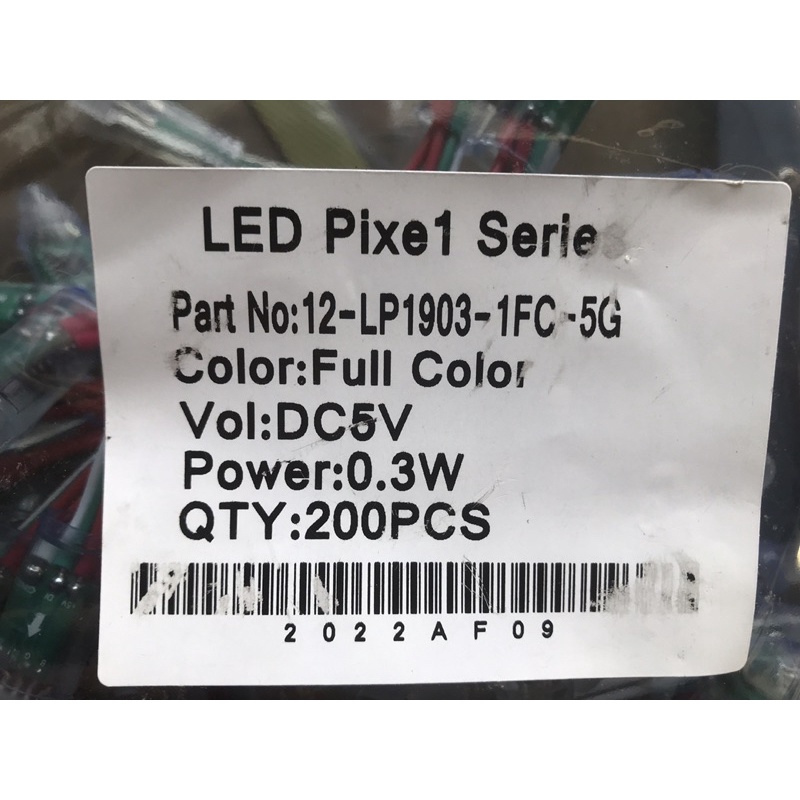 LED Pixe1 Series
Part No:12-LP1903-1FC-5G
Color:Full Color
Vol:DC5V
Power:0.3W
QTY:200PCS
2022AF09